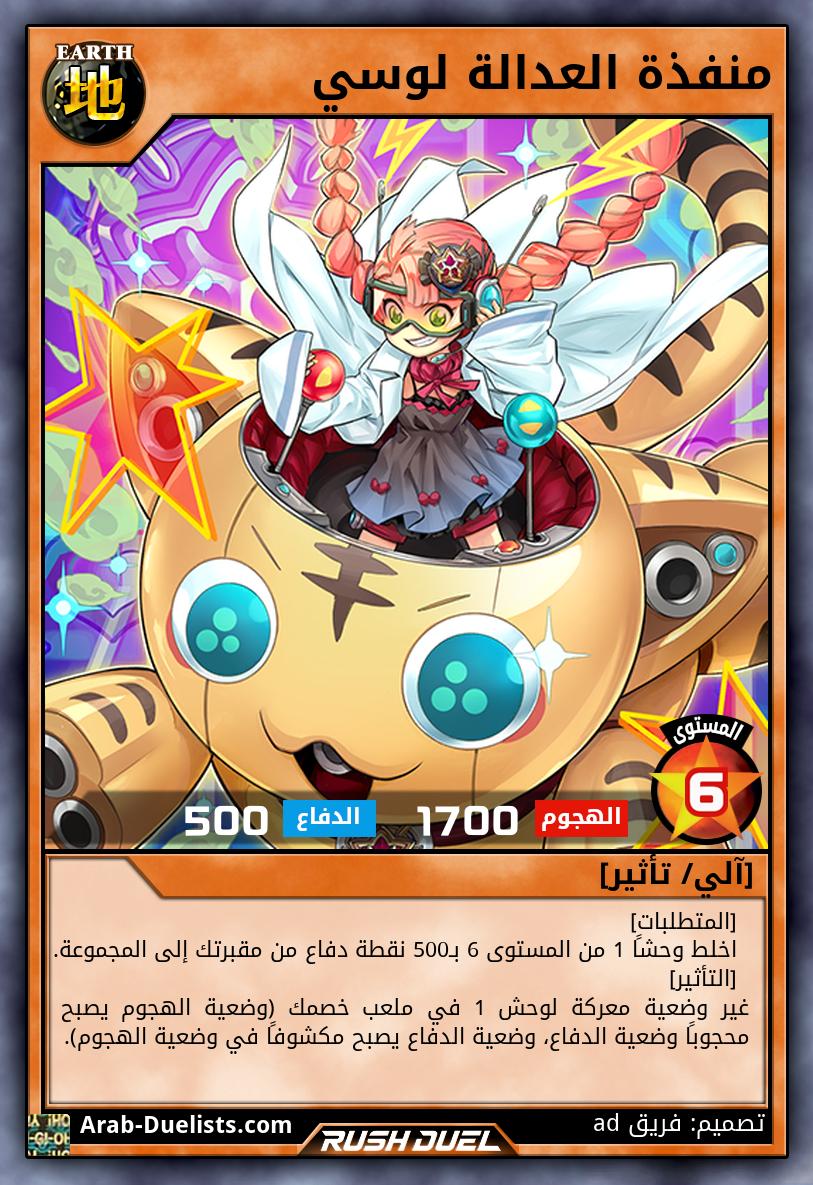 EARTH
地
منفذة العدالة لوسي
المستوى
6
الهجوم 1700 الدفاع 500
[آلي/ تأثير]
[المتطلبات]
اخلط وحشاً 1 من المستوى 6 بـ500 نقطة دفاع من مقبرتك إلى المجموعة.
[التأثير]
غير وضعية معركة لوحش 1 في ملعب خصمك (وضعية الهجوم يصبح
محجوباً وضعية الدفاع، وضعية الدفاع يصبح مكشوفاً في وضعية الهجوم).
تصميم: فريق ad
RUSH DUEL
Arab-Duelists.com